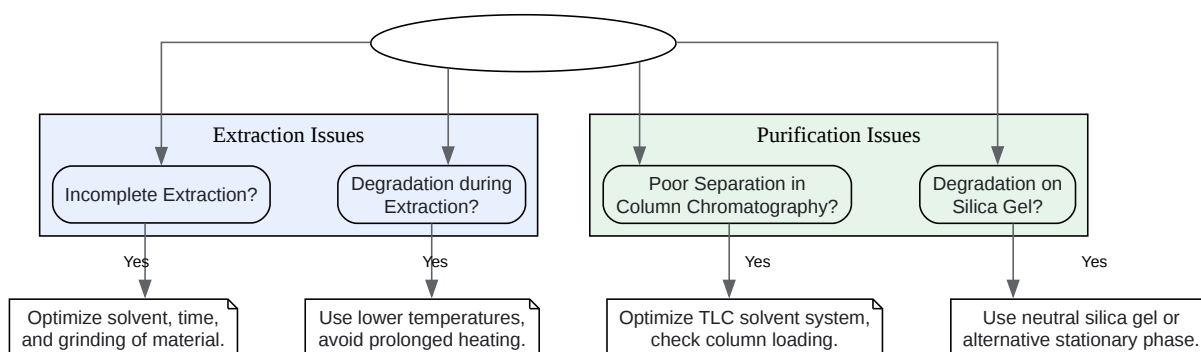 Extraction Issues
Purification Issues
Incomplete Extraction?
Degradation during
Extraction?
Poor Separation in
Column Chromatography?
Degradation on
Silica Gel?
Yes
Yes
Yes
Yes
Optimize solvent, time,
and grinding of material.
Use lower temperatures,
avoid prolonged heating.
Optimize TLC solvent system,
check column loading.
Use neutral silica gel or
alternative stationary phase.